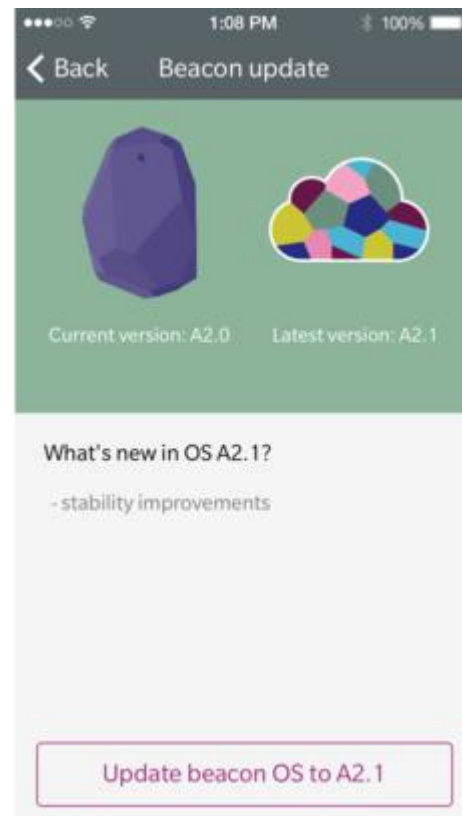 1:08 PM
100%
Back
Beacon update
Current version: A2.0
Latest version: A2.1
What's new in OS A2.1?
- stability improvements
Update beacon OS to A2.1